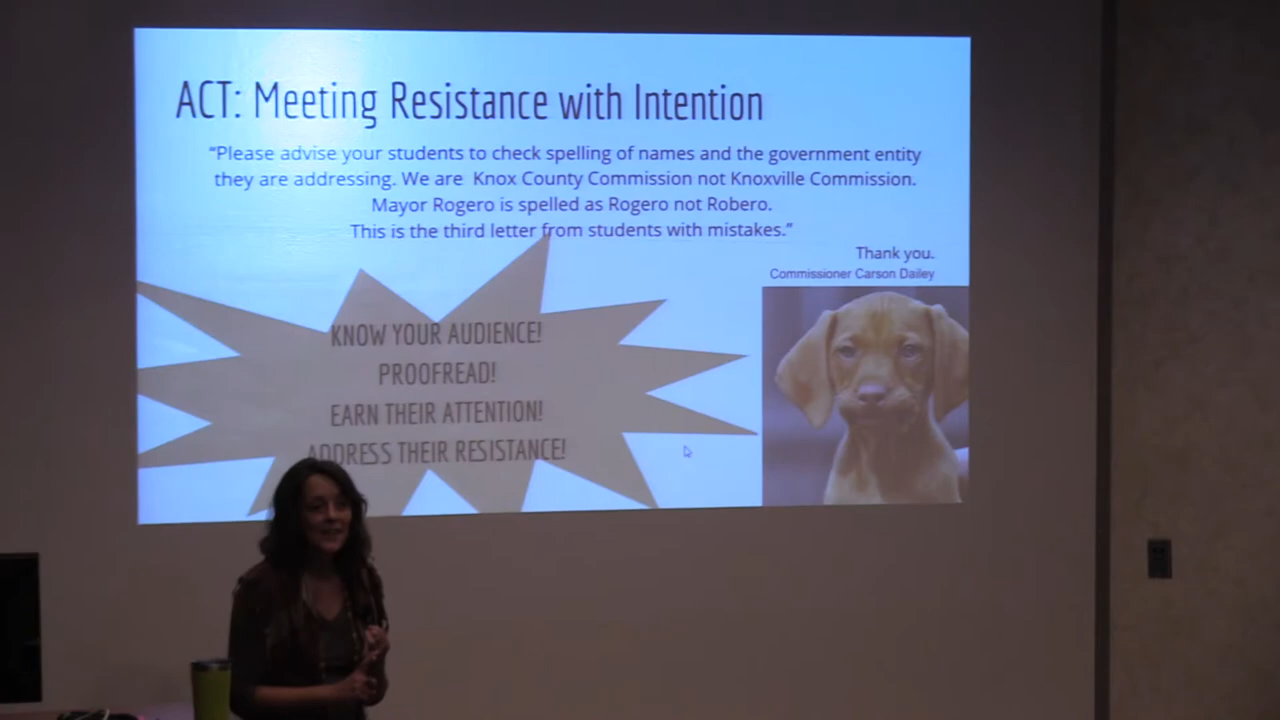 ACT: Meeting Resistance with Intention
“Please advise your students to check spelling of names and the government entity
they are addressing. We are Knox County Commission not Knoxville Commission.
Mayor Rogero is spelled as Rogero not Robero.
This is the third letter from students with mistakes.”
Thank you.
Commissioner Carson Dailey
KNOW YOUR AUDIENCE!
PROOFREAD!
EARN THEIR ATTENTION!
ADDRESS THEIR RESISTANCE!